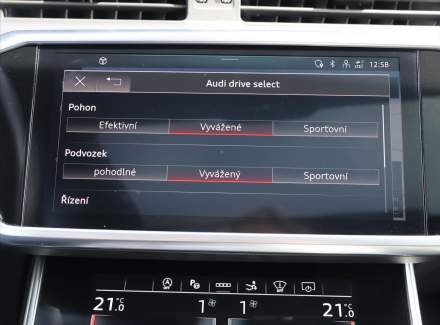 12:58
Audi drive select
Pohon
Efektivní Vyvážené Sportovní
Podvozek
pohodlné Vyvážený Sportovní
Řízení
21.0 °C 1 1 21.0 °C